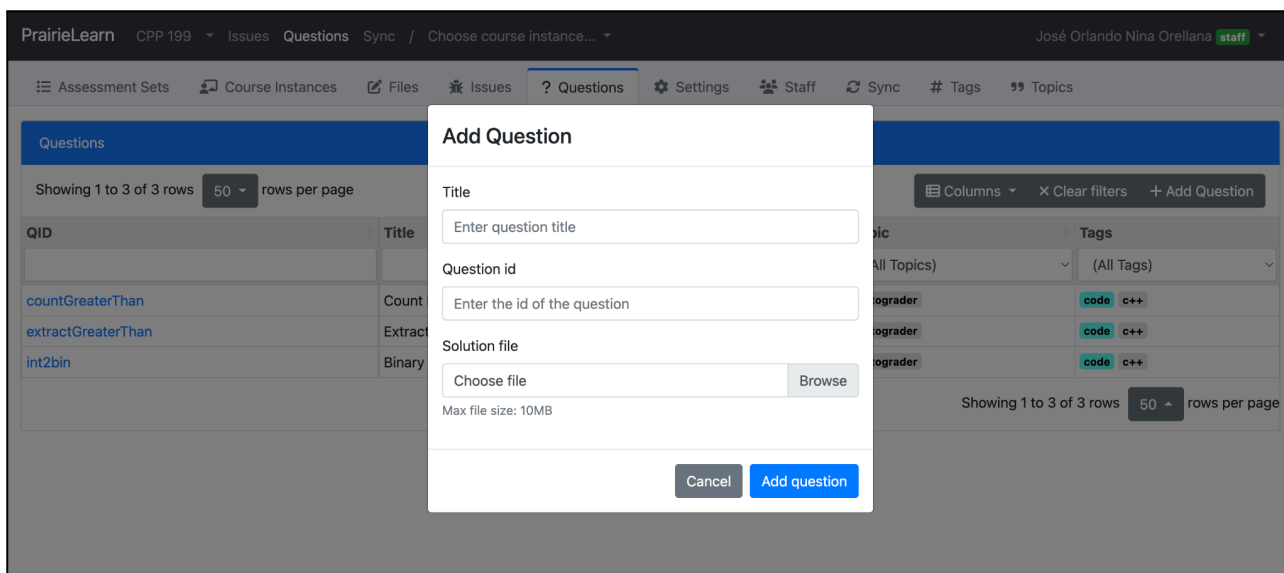 PrairieLearn CPP 199 Issues Questions Sync / Choose course instance... José Orlando Nina Orellana staff
Assessment Sets Course Instances Files Issues ? Questions Settings Staff Sync # Tags Topics
Add Question
Questions
Showing 1 to 3 of 3 rows 50 rows per page
Columns × Clear filters + Add Question
Title
Enter question title
QID Title pic Tags
(All Topics) (All Tags)
Question id
Enter the id of the question
countGreaterThan Count ograder code c++
extractGreaterThan Extract ograder code c++
int2bin Binary ograder code c++
Solution file
Choose file Browse
Max file size: 10MB
Showing 1 to 3 of 3 rows 50 rows per page
Cancel Add question